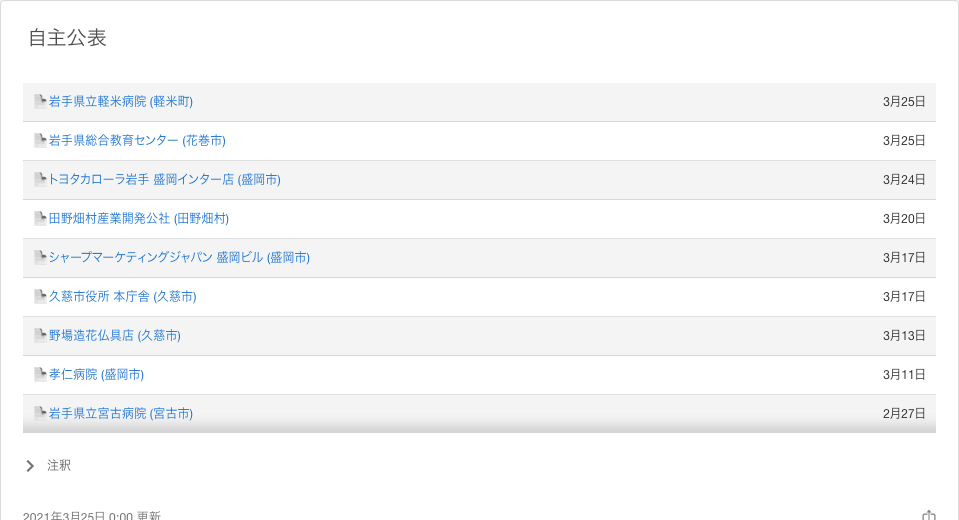 自主公表
岩手県立軽米病院 (軽米町) 3月25日
岩手県総合教育センター (花巻市) 3月25日
トヨタカローラ岩手 盛岡インター店 (盛岡市) 3月24日
田野畑村産業開発公社 (田野畑村) 3月20日
シャープマーケティングジャパン 盛岡ビル (盛岡市) 3月17日
久慈市役所 本庁舎 (久慈市) 3月17日
野場造花仏具店 (久慈市) 3月13日
孝仁病院 (盛岡市) 3月11日
岩手県立宮古病院 (宮古市) 2月27日
注釈
2021年3月25日 0:00 更新